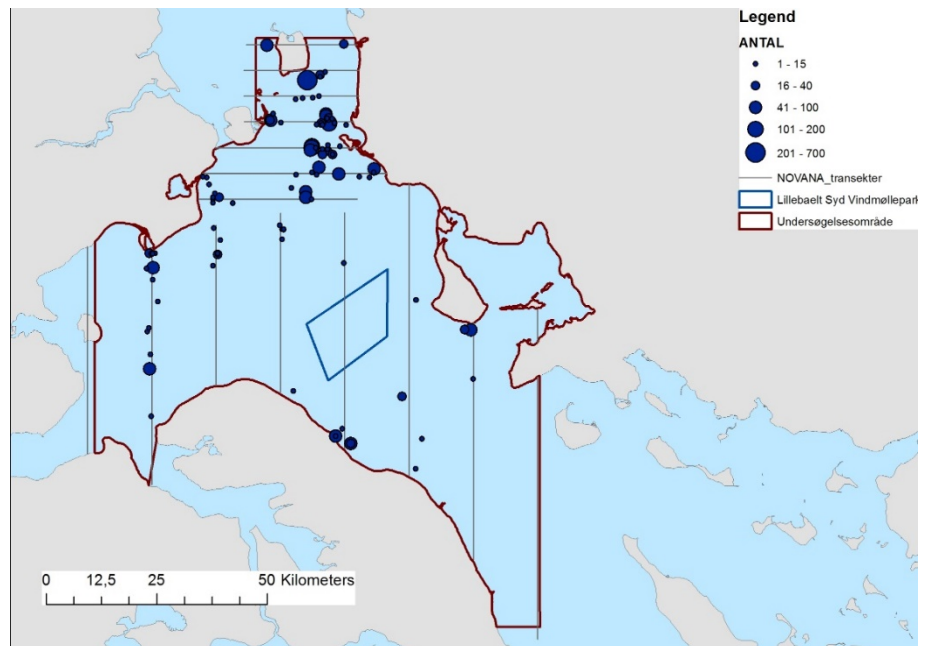 Legend
ANTAL
1 - 15
16 - 40
41 - 100
101 - 200
201 - 700
NOVANA_transekter
Lillebaelt Syd Vindmøllepark
Undersøgelsesområde
0 12,5 25 50 Kilometers